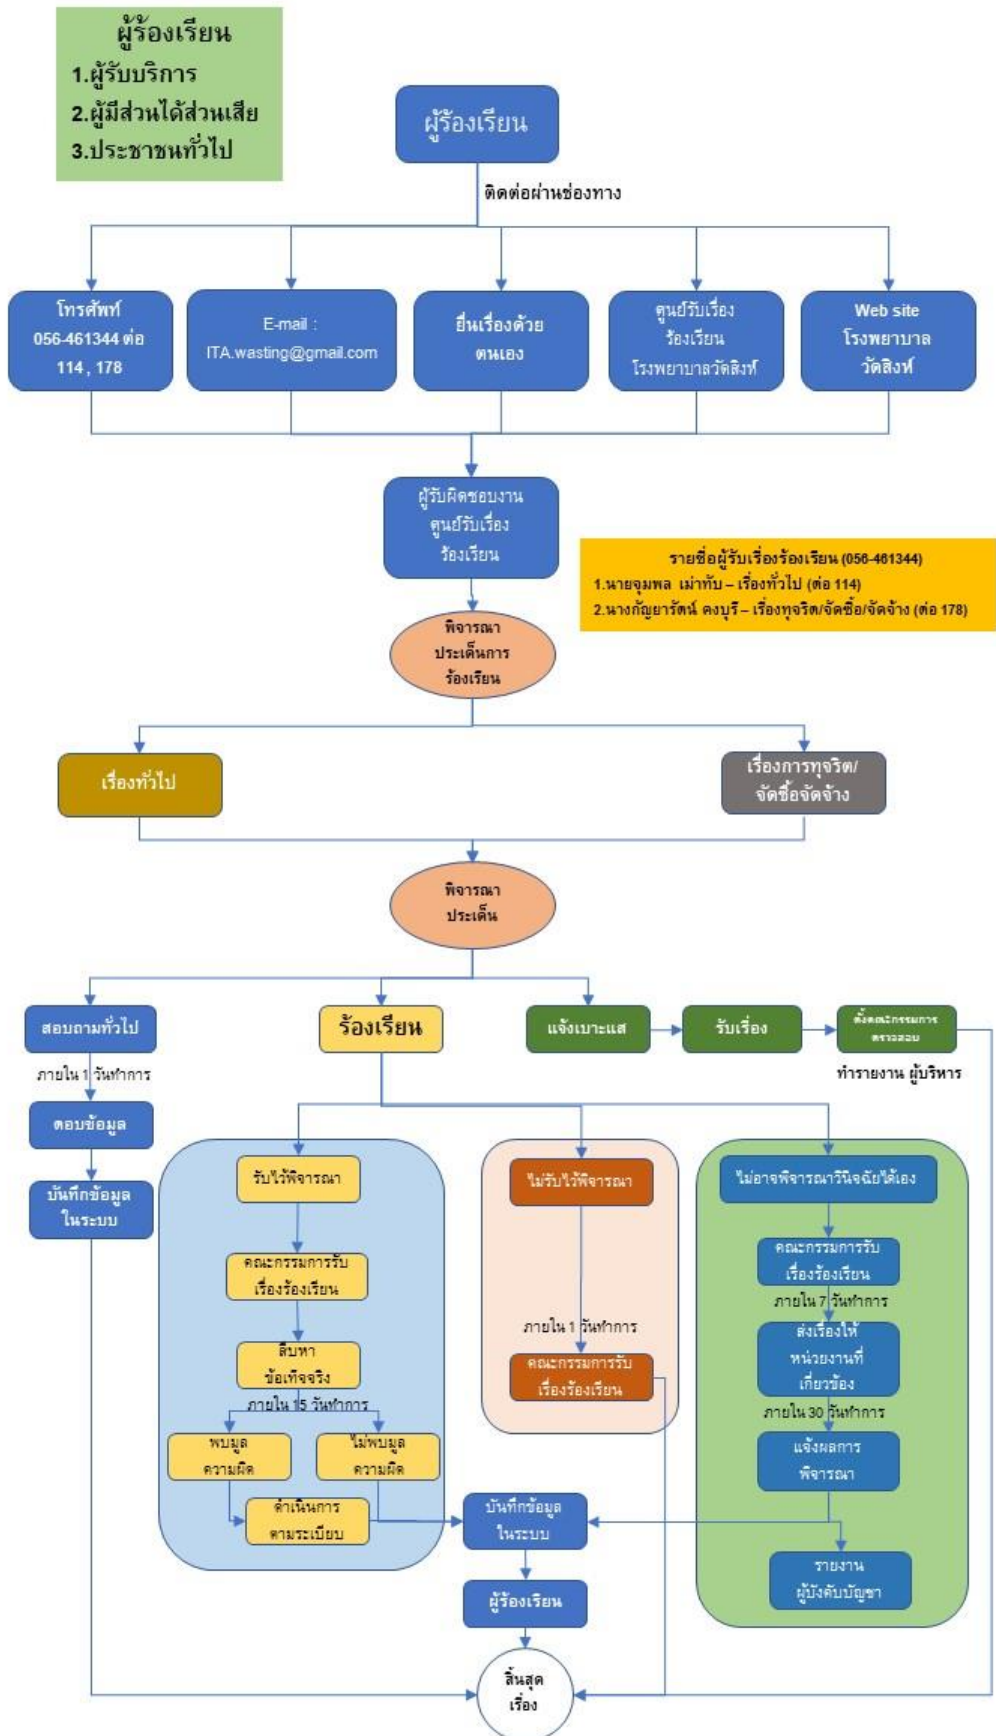 ผู้ร้องเรียน
1.ผู้รับบริการ
2.ผู้มีส่วนได้ส่วนเสีย
3.ประชาชนทั่วไป
ผู้ร้องเรียน
ติดต่อผ่านช่องทาง
โทรศัพท์
056-461344 ต่อ
114 , 178
E-mail :
ITA.wasting@gmail.com
ยื่นเรื่องด้วย
ตนเอง
ศูนย์รับเรื่อง
ร้องเรียน
โรงพยาบาลวัดสิงห์
Web site
โรงพยาบาล
วัดสิงห์
ผู้รับผิดชอบงาน
ศูนย์รับเรื่อง
ร้องเรียน
รายชื่อผู้รับเรื่องร้องเรียน (056-461344)
1.นายจุมพล เม่าทับ – เรื่องทั่วไป (ต่อ 114)
2.นางกัญยารัตน์ คงบุรี – เรื่องทุจริต/จัดซื้อ/จัดจ้าง (ต่อ 178)
พิจารณา
ประเด็นการ
ร้องเรียน
เรื่องทั่วไป
เรื่องการทุจริต/
จัดซื้อจัดจ้าง
พิจารณา
ประเด็น
สอบถามทั่วไป
ร้องเรียน
แจ้งเบาะแส
รับเรื่อง
ตั้งคณะกรรมการ
ตรวจสอบ
ทำรายงาน ผู้บริหาร
ภายใน 1 วันทำการ
ตอบข้อมูล
บันทึกข้อมูล
ในระบบ
รับไว้พิจารณา
คณะกรรมการรับ
เรื่องร้องเรียน
สืบหา
ข้อเท็จจริง
ภายใน 15 วันทำการ
พบมูล
ความผิด
ไม่พบมูล
ความผิด
ดำเนินการ
ตามระเบียบ
ไม่รับไว้พิจารณา
ภายใน 1 วันทำการ
คณะกรรมการรับ
เรื่องร้องเรียน
ไม่อาจพิจารณาวินิจฉัยได้เอง
คณะกรรมการรับ
เรื่องร้องเรียน
ภายใน 7 วันทำการ
ส่งเรื่องให้
หน่วยงานที่
เกี่ยวข้อง
ภายใน 30 วันทำการ
แจ้งผลการ
พิจารณา
รายงาน
ผู้บังคับบัญชา
บันทึกข้อมูล
ในระบบ
ผู้ร้องเรียน
สิ้นสุด
เรื่อง